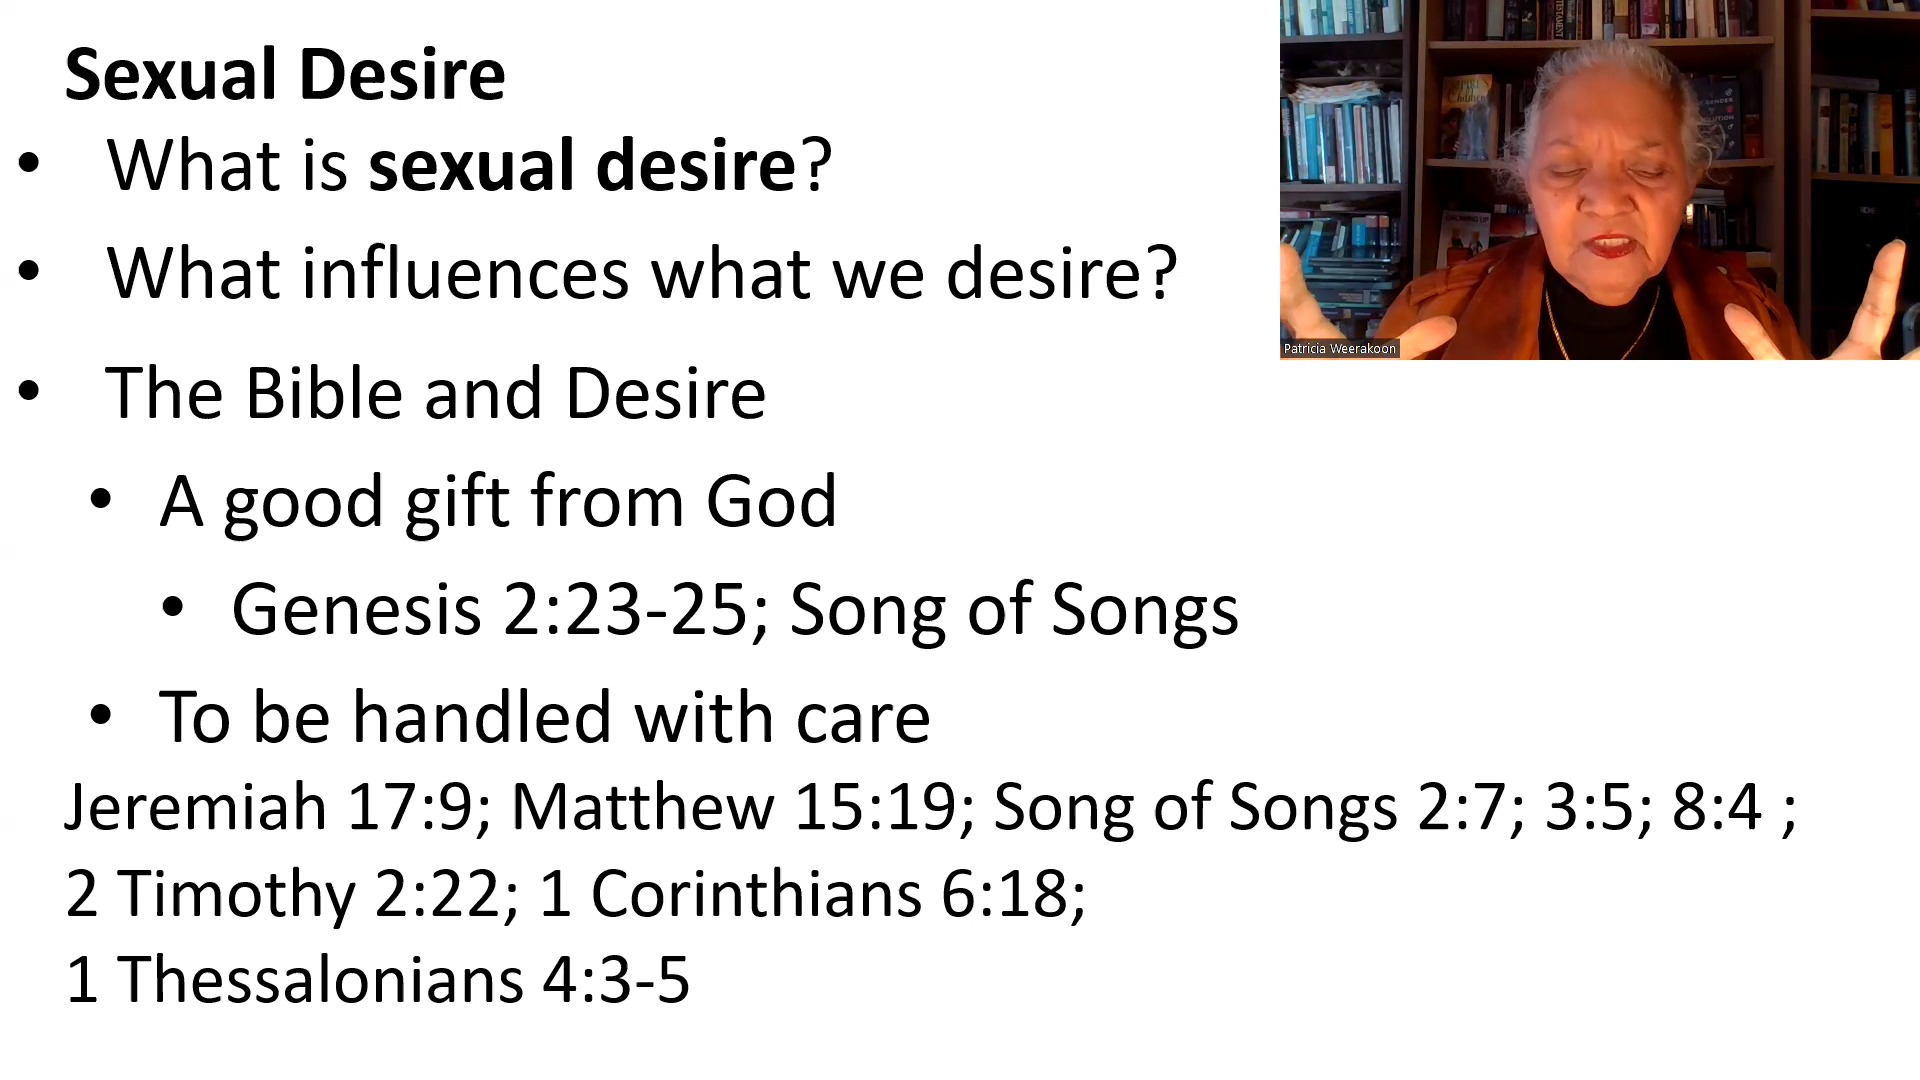 Sexual Desire
• What is sexual desire?
• What influences what we desire?
• The Bible and Desire
• A good gift from God
• Genesis 2:23-25; Song of Songs
• To be handled with care
Jeremiah 17:9; Matthew 15:19; Song of Songs 2:7; 3:5; 8:4 ;
2 Timothy 2:22; 1 Corinthians 6:18;
1 Thessalonians 4:3-5
Patricia Weerakoon